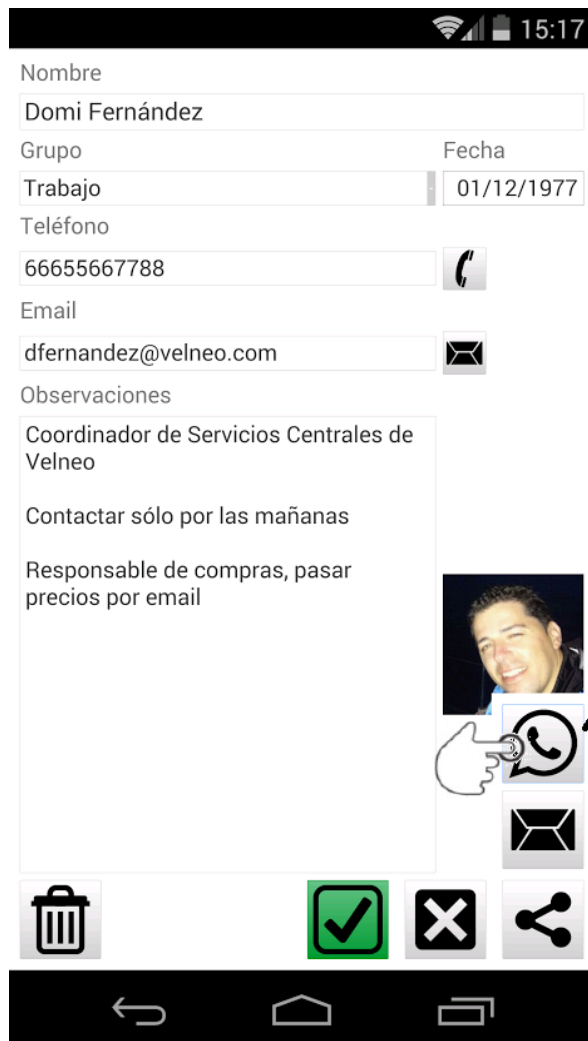 15:17
Nombre
Domi Fernández
Grupo Fecha
Trabajo 01/12/1977
Teléfono
66655667788
Email
dfernandez@velneo.com
Observaciones
Coordinador de Servicios Centrales de
Velneo
Contactar sólo por las mañanas
Responsable de compras, pasar
precios por email